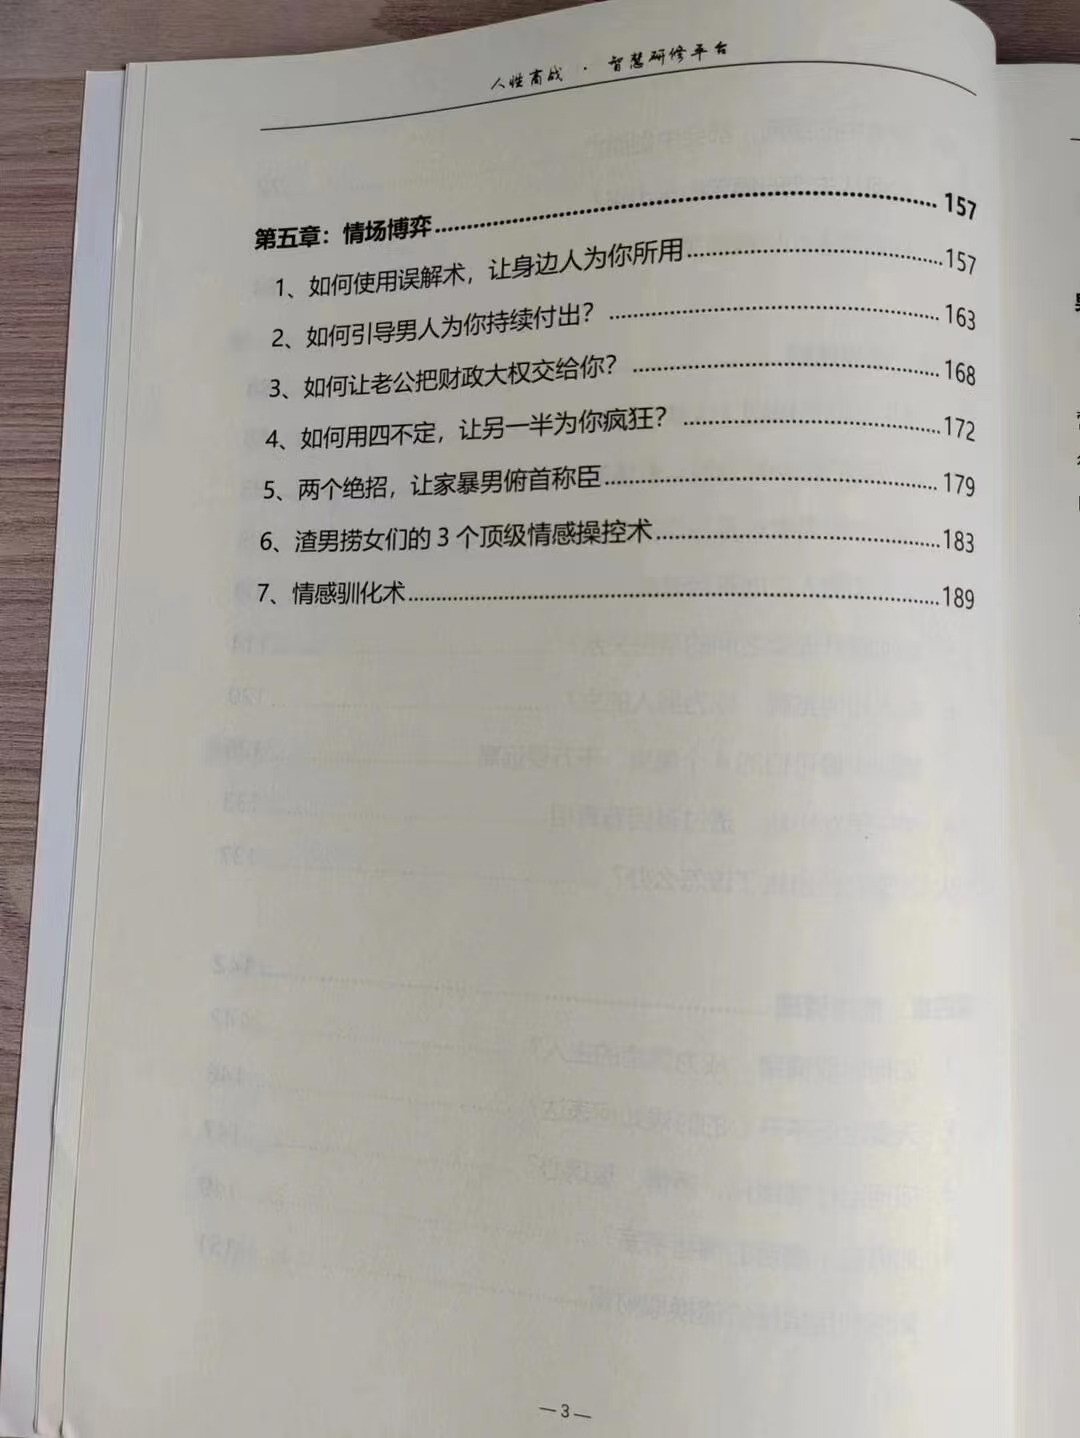 人性商战 · 智慧研修平台
第五章：情场博弈 157
1、如何使用误解术，让身边人为你所用 157
2、如何引导男人为你持续付出？ 163
3、如何让老公把财政大权交给你？ 168
4、如何用四不定，让另一半为你疯狂？ 172
5、两个绝招，让家暴男俯首称臣 179
6、渣男捞女们的 3 个顶级情感操控术 183
7、情感驯化术 189
—3—